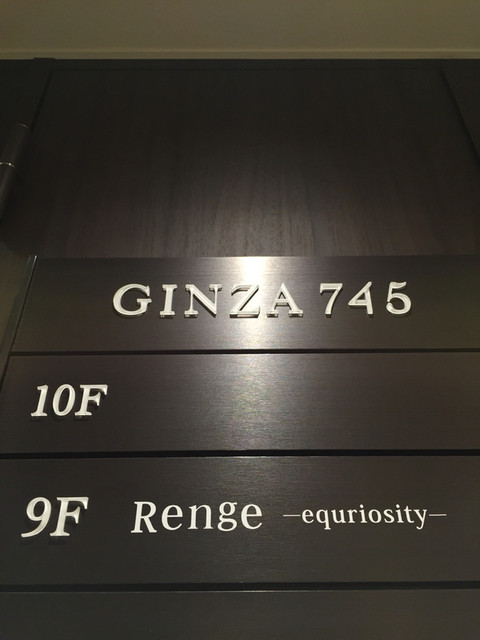 GINZA 745
10F
9F Renge —equriosity—